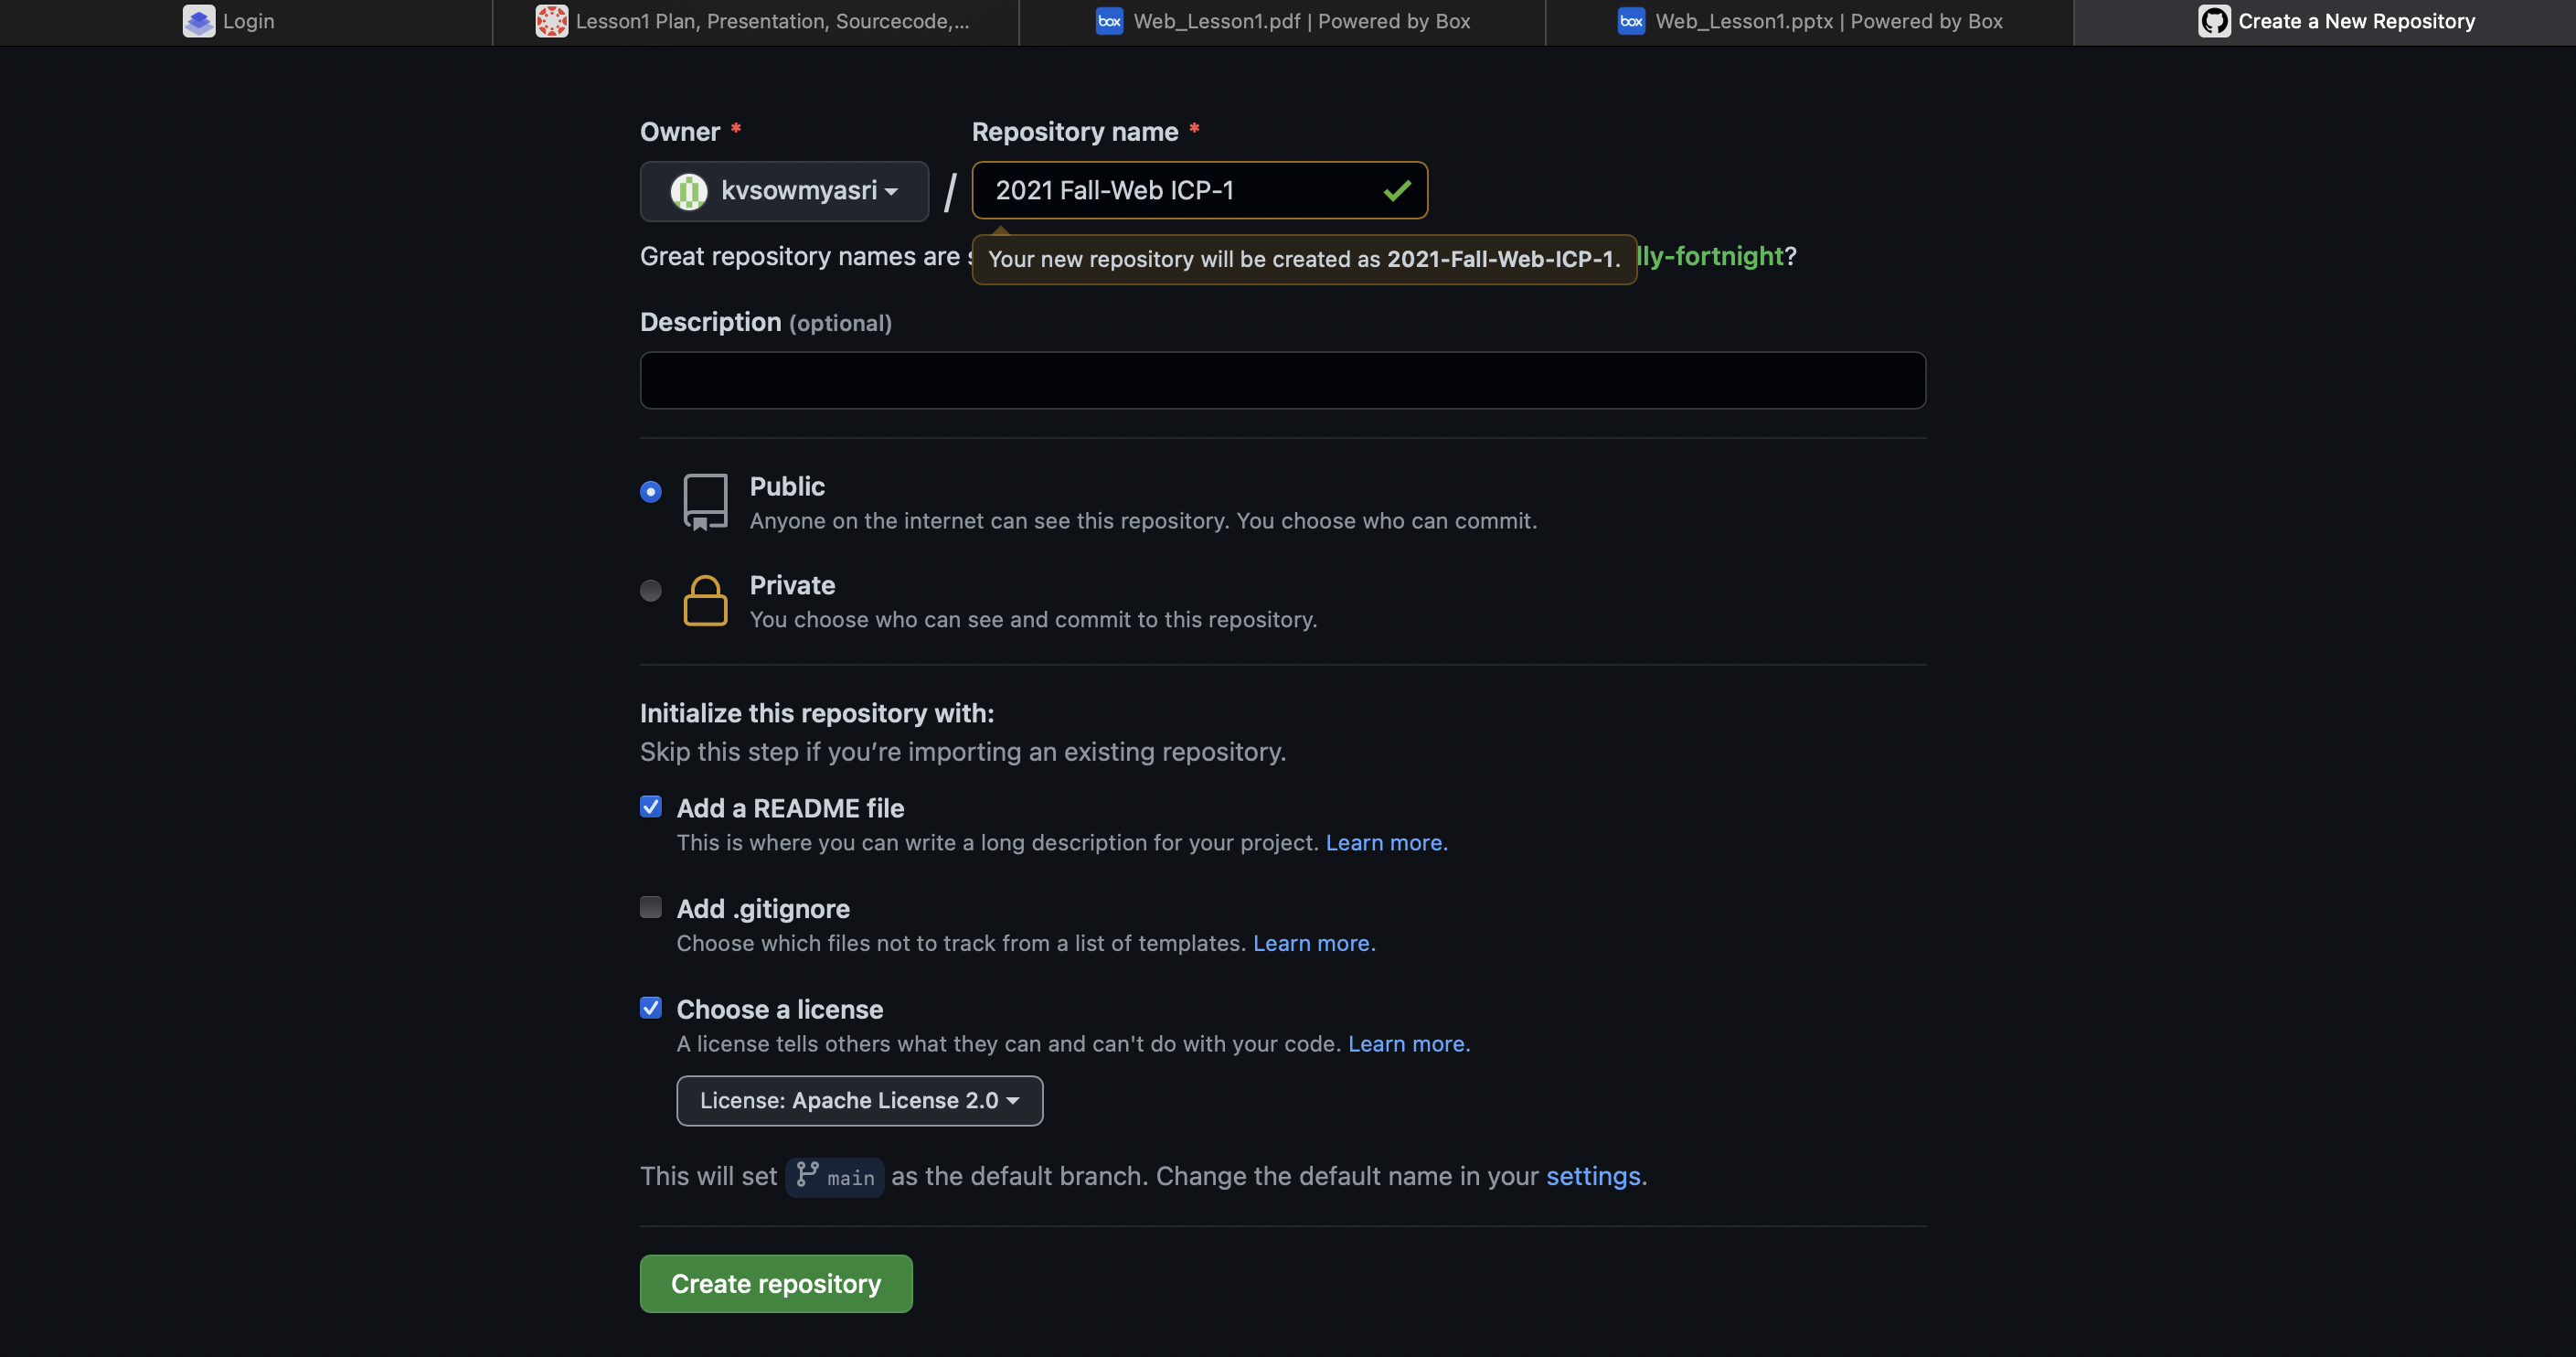 Login
Lesson1 Plan, Presentation, Sourcecode,...
box Web_Lesson1.pdf | Powered by Box
box Web_Lesson1.pptx | Powered by Box
Create a New Repository
Owner *
Repository name *
kvsowmyasri / 2021 Fall-Web ICP-1
Great repository names are
Your new repository will be created as 2021-Fall-Web-ICP-1.
lly-fortnight?
Description (optional)
Public
Anyone on the internet can see this repository. You choose who can commit.
Private
You choose who can see and commit to this repository.
Initialize this repository with:
Skip this step if you’re importing an existing repository.
Add a README file
This is where you can write a long description for your project. Learn more.
Add .gitignore
Choose which files not to track from a list of templates. Learn more.
Choose a license
A license tells others what they can and can't do with your code. Learn more.
License: Apache License 2.0
This will set main as the default branch. Change the default name in your settings.
Create repository